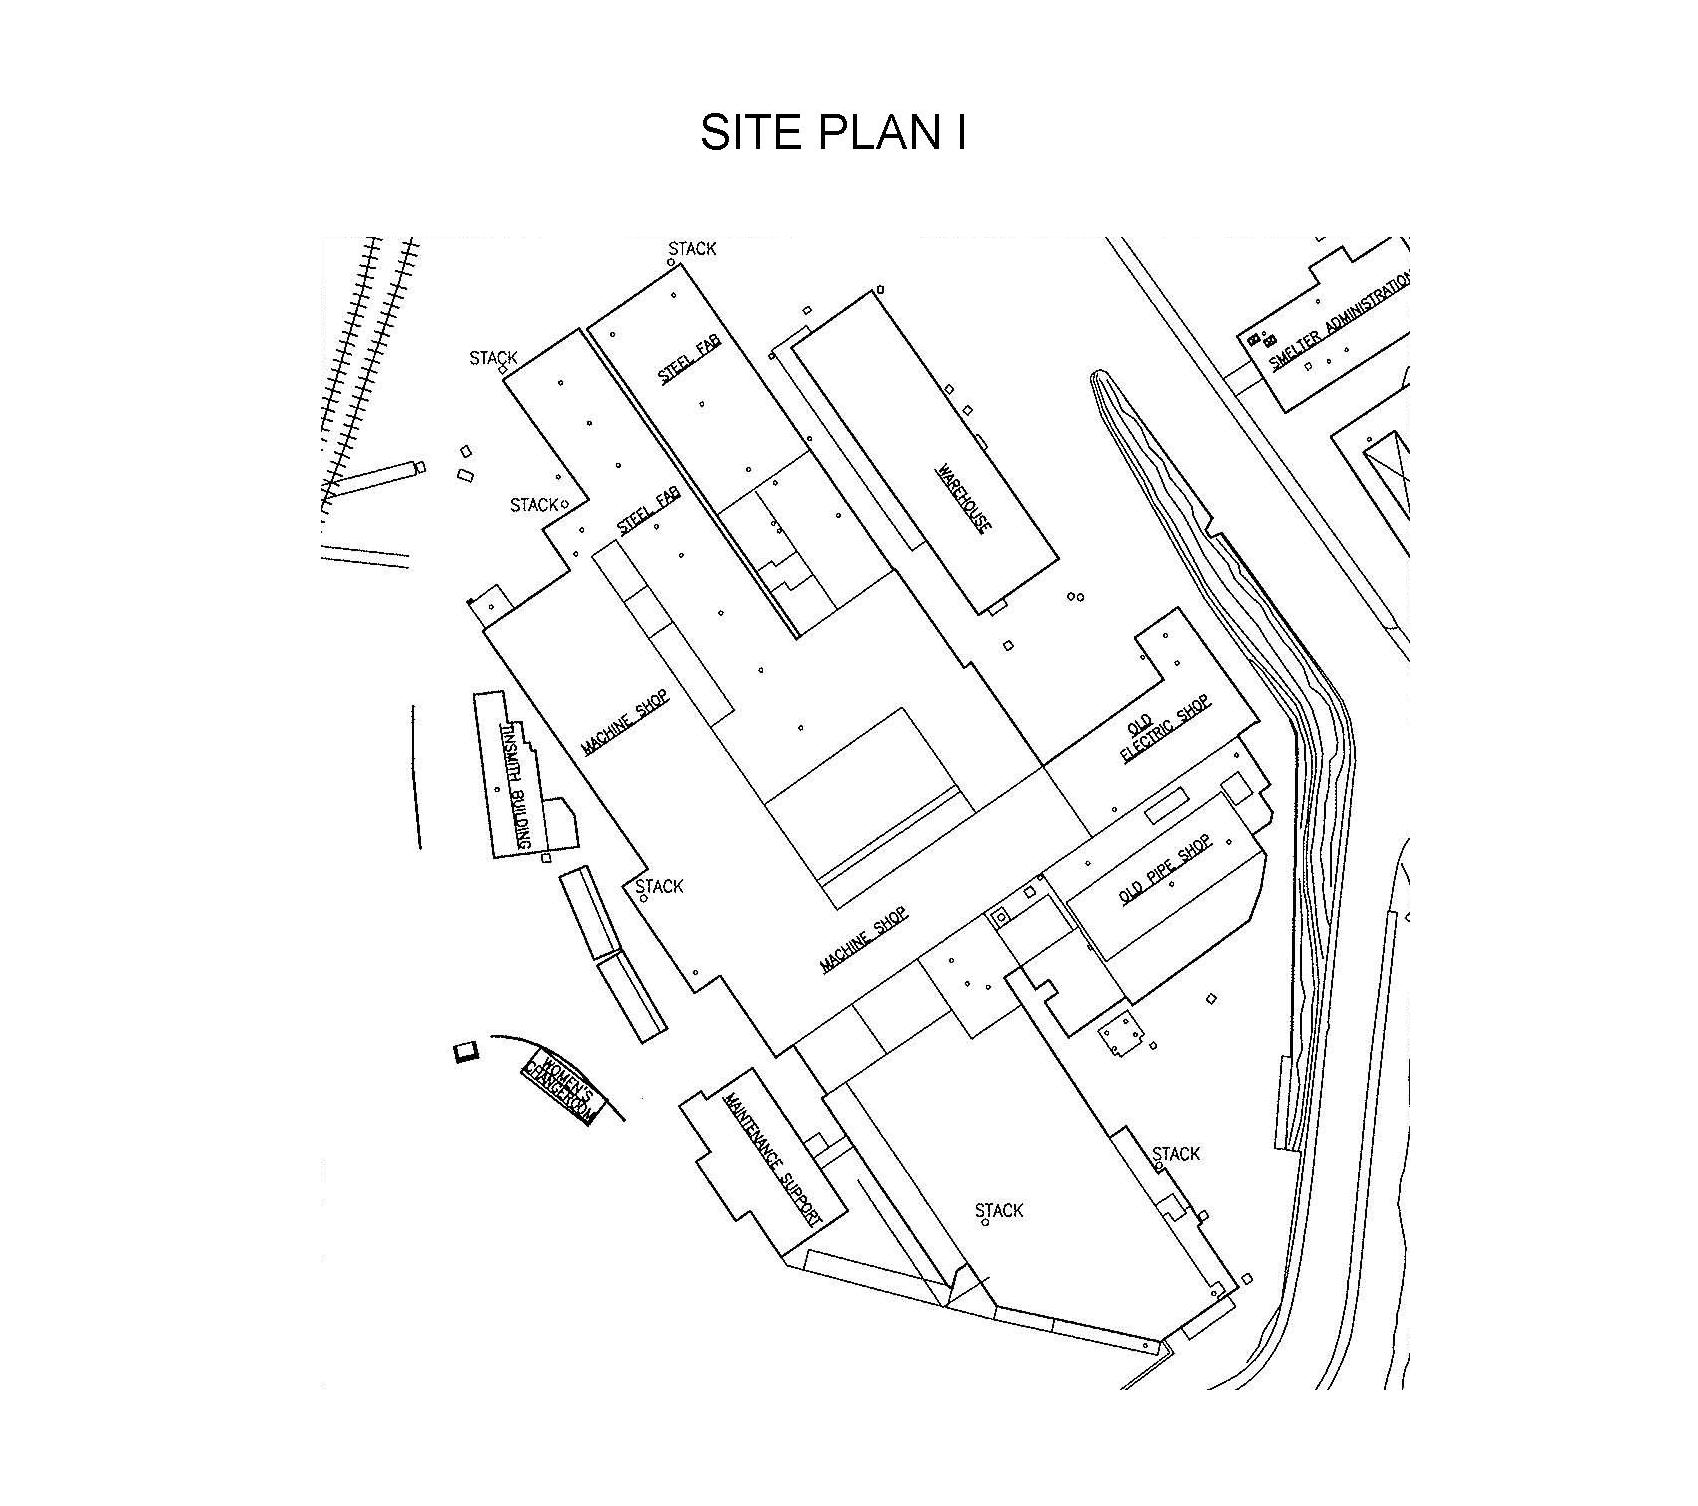 SITE PLAN I
STACK
STACK
STEEL FAB
SMELTER ADMINISTRATION
STACK
STEEL FAB
WAREHOUSE
MACHINE SHOP
OLD
ELECTRIC SHOP
TINSMITH BUILDING
STACK
OLD PIPE SHOP
MACHINE SHOP
WOMEN'S
CHANGEROOM
MAINTENANCE SUPPORT
STACK
STACK